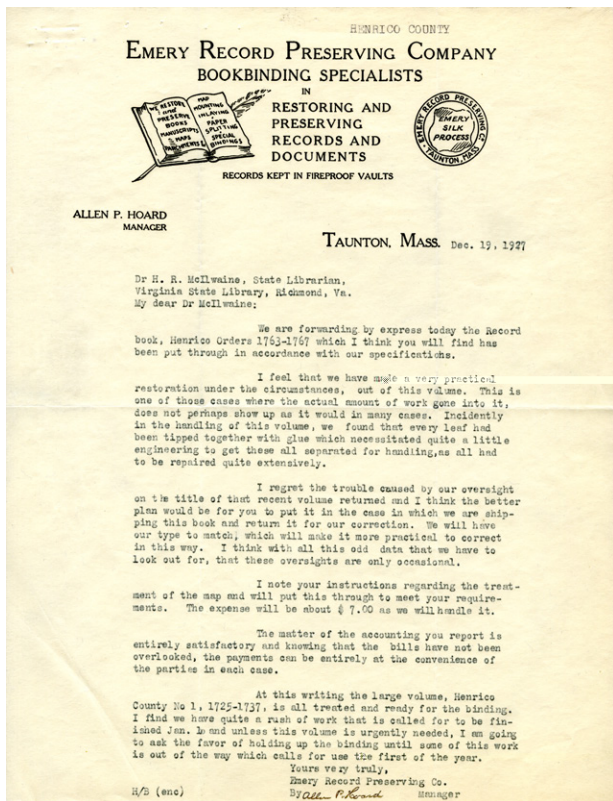 HENRICO COUNTY
EMERY RECORD PRESERVING COMPANY
BOOKBINDING SPECIALISTS
IN
RESTORING AND
PRESERVING
RECORDS AND
DOCUMENTS
RECORDS KEPT IN FIREPROOF VAULTS
WE RESTORE
AND
PRESERVE
BOOKS
MANUSCRIPTS
MAPS
PARCHMENTS
MAP
MOUNTING
INLAYING
PAPER
SPLITTING
SPECIAL
BINDINGS
EMERY RECORD PRESERVING CO.
TAUNTON, MASS
EMERY
SILK
PROCESS
ALLEN P. HOARD
MANAGER
TAUNTON, MASS. Dec. 19, 1927
Dr H. R. McIlwaine, State Librarian,
Virginia State Library, Richmond, Va.
My dear Dr McIlwaine:
We are forwarding by express today the Record
book, Henrico Orders 1763-1767 which I think you will find has
been put through in accordance with our specifications.
I feel that we have made a very practical
restoration under the circumstances, out of this volume. This is
one of those cases where the actual amount of work gone into it,
does not perhaps show up as it would in many cases. Incidently
in the handling of this volume, we found that every leaf had
been tipped together with glue which necessitated quite a little
engineering to get these all separated for handling,as all had
to be repaired quite extensively.
I regret the trouble caused by our oversight
on the title of that recent volume returned and I think the better
plan would be for you to put it in the case in which we are ship-
ping this book and return it for our correction. We will have
our type to match, which will make it more practical to correct
in this way. I think with all this odd data that we have to
look out for, that these oversights are only occasional.
I note your instructions regarding the treat-
ment of the map and will put this through to meet your require-
ments. The expense will be about $ 7.00 as we will handle it.
The matter of the accounting you report is
entirely satisfactory and knowing that the bills have not been
overlooked, the payments can be entirely at the convenience of
the parties in each case.
At this writing the large volume, Henrico
County No 1, 1725-1737, is all treated and ready for the binding.
I find we have quite a rush of work that is called for to be fin-
ished Jan. 1 and unless this volume is urgently needed, I am going
to ask the favor of holding up the binding until some of this work
is out of the way which calls for use the first of the year.
Yours very truly,
Emery Record Preserving Co.
H/B (enc) By Allen P. Hoard Manager